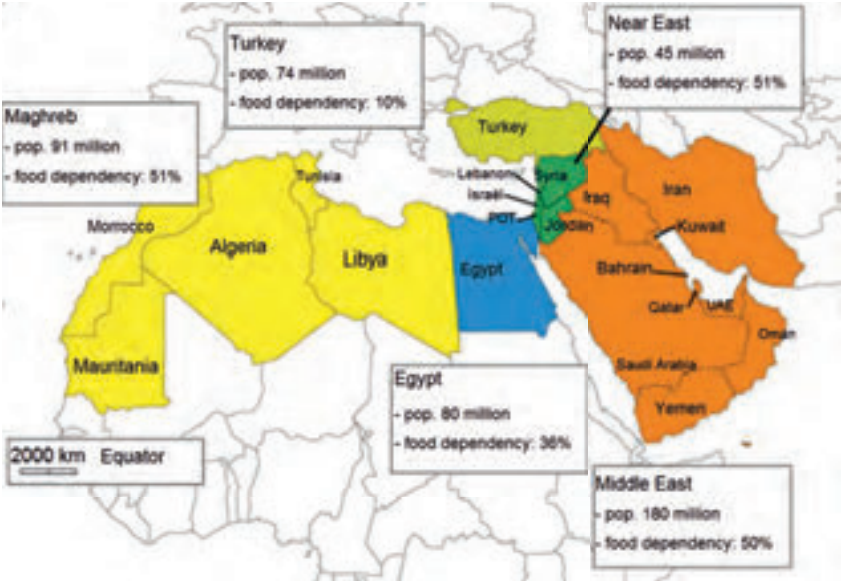 Near East
- pop. 45 million
- food dependency: 51%
Turkey
- pop. 74 million
- food dependency: 10%
Maghreb
- pop. 91 million
- food dependency: 51%
Turkey
Tunisia
Lebanon
Syria
Israël
Iraq
Iran
Morrocco
POT
Jordan
Kuwait
Algeria
Libya
Egypt
Bahrain
Qatar
UAE
Oman
Mauritania
Saudi Arabia
Yemen
Egypt
- pop. 80 million
- food dependency: 36%
2000 km Equator
Middle East
- pop. 180 million
- food dependency: 50%